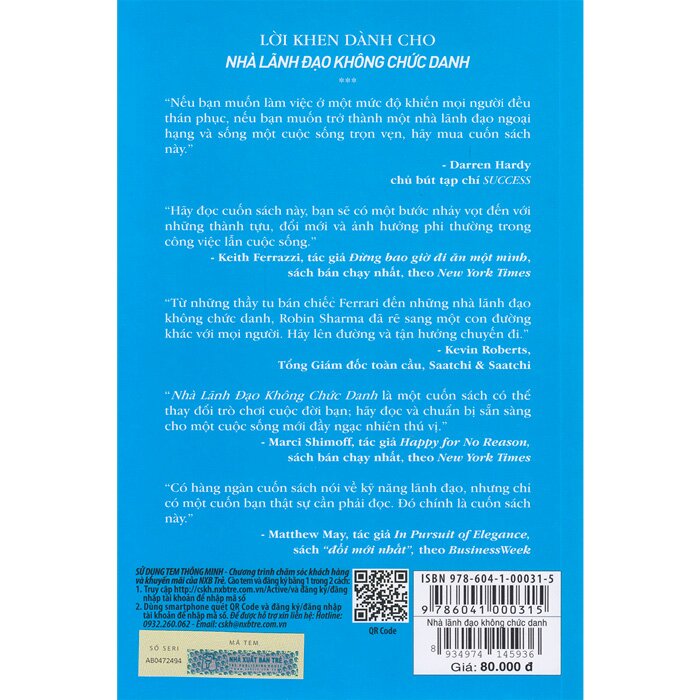 LỜI KHEN DÀNH CHO
NHÀ LÃNH ĐẠO KHÔNG CHỨC DANH
***
“Nếu bạn muốn làm việc ở một mức độ khiến mọi người đều
thán phục, nếu bạn muốn trở thành một nhà lãnh đạo ngoại
hạng và sống một cuộc sống trọn vẹn, hãy mua cuốn sách
này.”
- Darren Hardy
chủ bút tạp chí SUCCESS
“Hãy đọc cuốn sách này, bạn sẽ có một bước nhảy vọt đến với
những thành tựu, đổi mới và ảnh hưởng phi thường trong
công việc lẫn cuộc sống.”
- Keith Ferrazzi, tác giả Đừng bao giờ đi ăn một mình,
sách bán chạy nhất, theo New York Times
“Từ những thầy tu bán chiếc Ferrari đến những nhà lãnh đạo
không chức danh, Robin Sharma đã rẽ sang một con đường
khác với mọi người. Hãy lên đường và tận hưởng chuyến đi.”
- Kevin Roberts,
Tổng Giám đốc toàn cầu, Saatchi & Saatchi
“Nhà Lãnh Đạo Không Chức Danh là một cuốn sách có thể
thay đổi trò chơi cuộc đời bạn; hãy đọc và chuẩn bị sẵn sàng
cho một cuộc sống mới đầy ngạc nhiên thú vị.”
- Marci Shimoff, tác giả Happy for No Reason,
sách bán chạy nhất, theo New York Times
“Có hàng ngàn cuốn sách nói về kỹ năng lãnh đạo, nhưng chỉ
có một cuốn bạn thật sự cần phải đọc. Đó chính là cuốn sách
này.”
- Matthew May, tác giả In Pursuit of Elegance,
sách “đổi mới nhất”, theo BusinessWeek
SỬ DỤNG TEM THÔNG MINH - Chương trình chăm sóc khách hàng
và khuyến mãi của NXB Trẻ. Cào tem và đăng ký bằng 1 trong 2 cách:
1. Truy cập http://cskh.nxbtre.com.vn/Active/và đăng ký/đăng
nhập tài khoản để nhập mã số.
2. Dùng smartphone quét QR Code và đăng ký/đăng nhập
tài khoản để nhập mã số. Để được hỗ trợ xin liên hệ: Hotline:
0932.260.062 - Email: cskh@nxbtre.com.vn
QR Code
SỐ SERI
AB0472494
MÃ TEM
NHÀ XUẤT BẢN TRẺ
ISBN 978-604-1-00031-5
9 786041 000315
Nhà lãnh đạo không chức danh
8 934974 145936
Giá: 80.000 đ